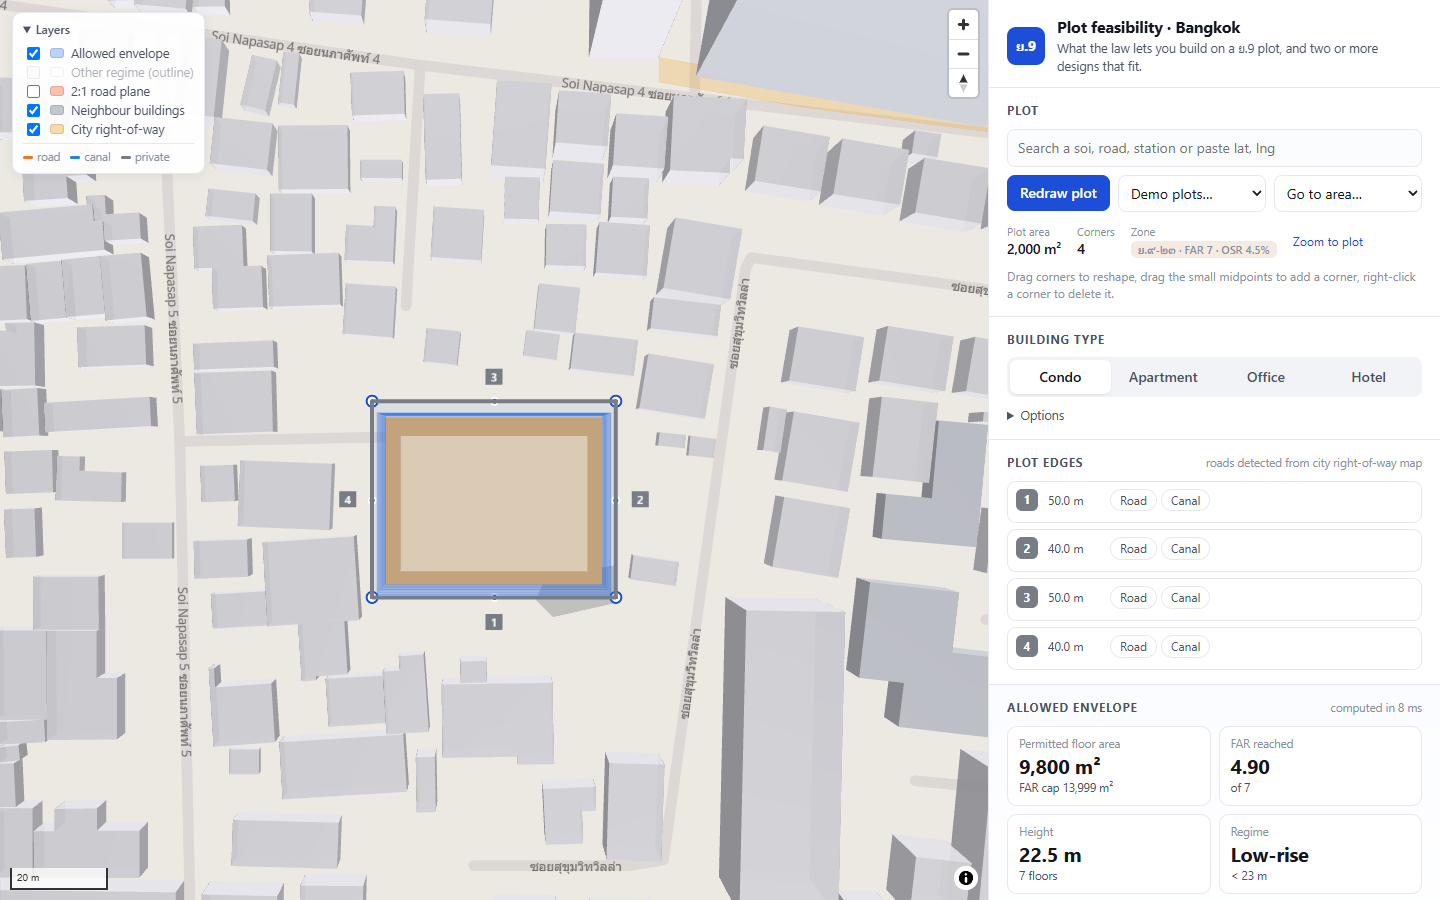 4
Layers
Allowed envelope
Other regime (outline)
2:1 road plane
Neighbour buildings
City right-of-way
road
canal
private
Soi Napasap 4 ซอยนภาศัพท์ 4
Soi Napasap 4
Soi Napasap 5 ซอยนภาศัพท์ 5
Soi Napasap 5 ซอยนภาศัพท์ 5
ซอยสุขุมวิทวิลล่า
ซอยสุขุมวิทวิลล่า
ซอยสุขุมวิทวิลล่า
3
4
2
1
20 m
ย.9
Plot feasibility · Bangkok
What the law lets you build on a ย.9 plot, and two or more
designs that fit.
PLOT
Search a soi, road, station or paste lat, lng
Redraw plot
Demo plots...
Go to area...
Plot area
2,000 m²
Corners
4
Zone
ย.๙-๒๓ · FAR 7 · OSR 4.5%
Zoom to plot
Drag corners to reshape, drag the small midpoints to add a corner, right-click
a corner to delete it.
BUILDING TYPE
Condo
Apartment
Office
Hotel
Options
PLOT EDGES
roads detected from city right-of-way map
1 50.0 m Road Canal
2 40.0 m Road Canal
3 50.0 m Road Canal
4 40.0 m Road Canal
ALLOWED ENVELOPE
computed in 8 ms
Permitted floor area
9,800 m²
FAR cap 13,999 m²
FAR reached
4.90
of 7
Height
22.5 m
7 floors
Regime
Low-rise
< 23 m